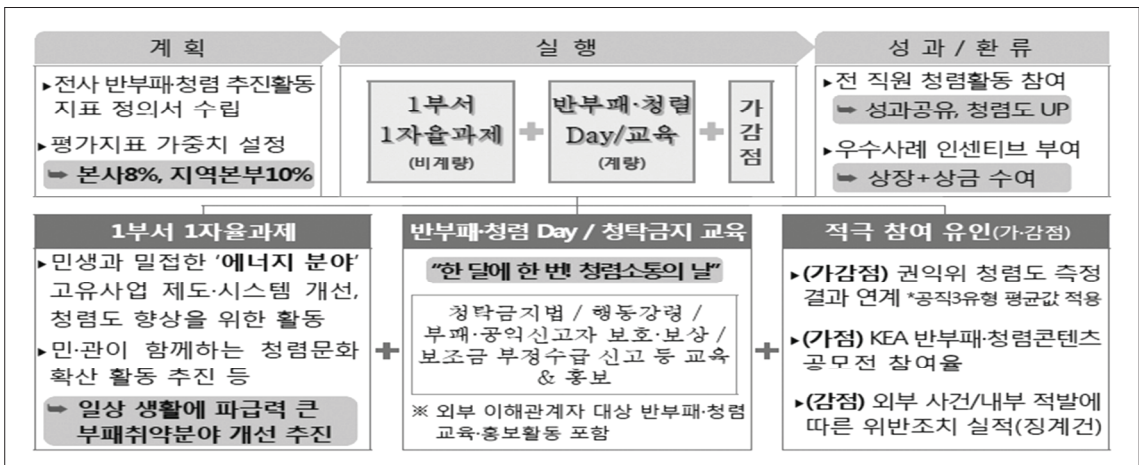 계 획
▸전사 반부패·청렴 추진활동
지표 정의서 수립
▸평가지표 가중치 설정
➥ 본사8%, 지역본부10%
실 행
1부서
1자율과제
(비계량)
+
반부패·청렴
Day/교육
(계량)
+
가
감
점
성 과 / 환 류
▸전 직원 청렴활동 참여
➥ 성과공유, 청렴도 UP
▸우수사례 인센티브 부여
➥ 상장+상금 수여
1부서 1자율과제
▸민생과 밀접한 ‘에너지 분야’
고유사업 제도·시스템 개선,
청렴도 향상을 위한 활동
▸민·관이 함께하는 청렴문화
확산 활동 추진 등
➥ 일상 생활에 파급력 큰
부패취약분야 개선 추진
+
반부패·청렴 Day / 청탁금지 교육
“한 달에 한 번! 청렴소통의 날”
청탁금지법 / 행동강령 /
부패·공익신고자 보호·보상 /
보조금 부정수급 신고 등 교육
& 홍보
※ 외부 이해관계자 대상 반부패·청렴
교육·홍보활동 포함
+
적극 참여 유인(가·감점)
▸(가감점) 권익위 청렴도 측정
결과 연계 *공직3유형 평균값 적용
▸(가점) KEA 반부패·청렴콘텐츠
공모전 참여율
▸(감점) 외부 사건/내부 적발에
따른 위반조치 실적(징계건)